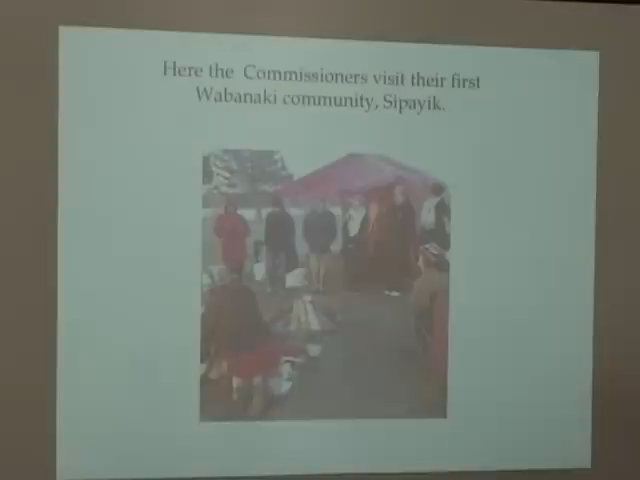 Here the Commissioners visit their first
Wabanaki community, Sipayik.